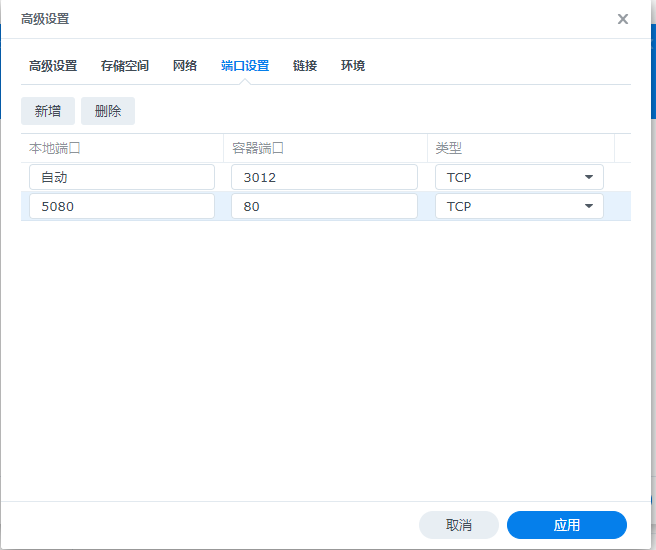 高级设置
高级设置 存储空间 网络 端口设置 链接 环境
新增 删除
本地端口 容器端口 类型
自动 3012 TCP
5080 80 TCP
取消 应用